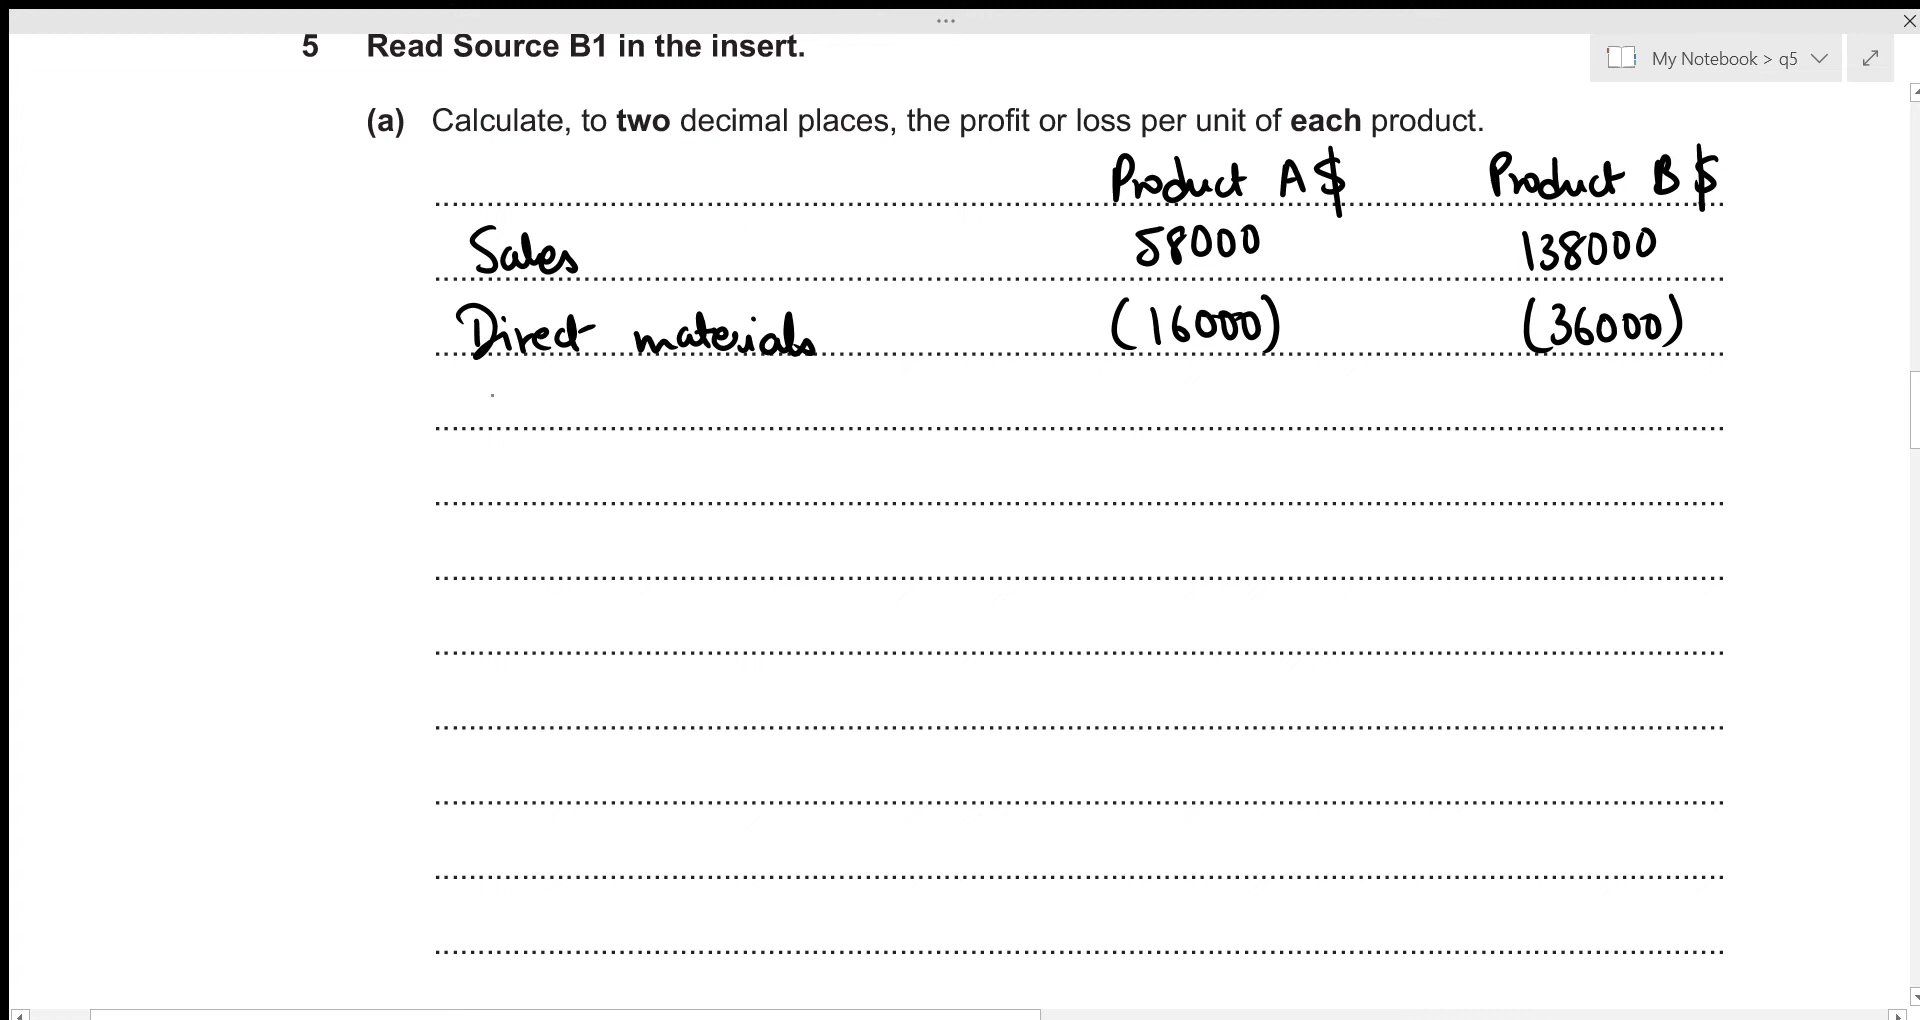 5 Read Source B1 in the insert.
My Notebook > q5
(a) Calculate, to two decimal places, the profit or loss per unit of each product.
Product A $ Product B $
Sales 58000 138000
Direct materials (16000) (36000)